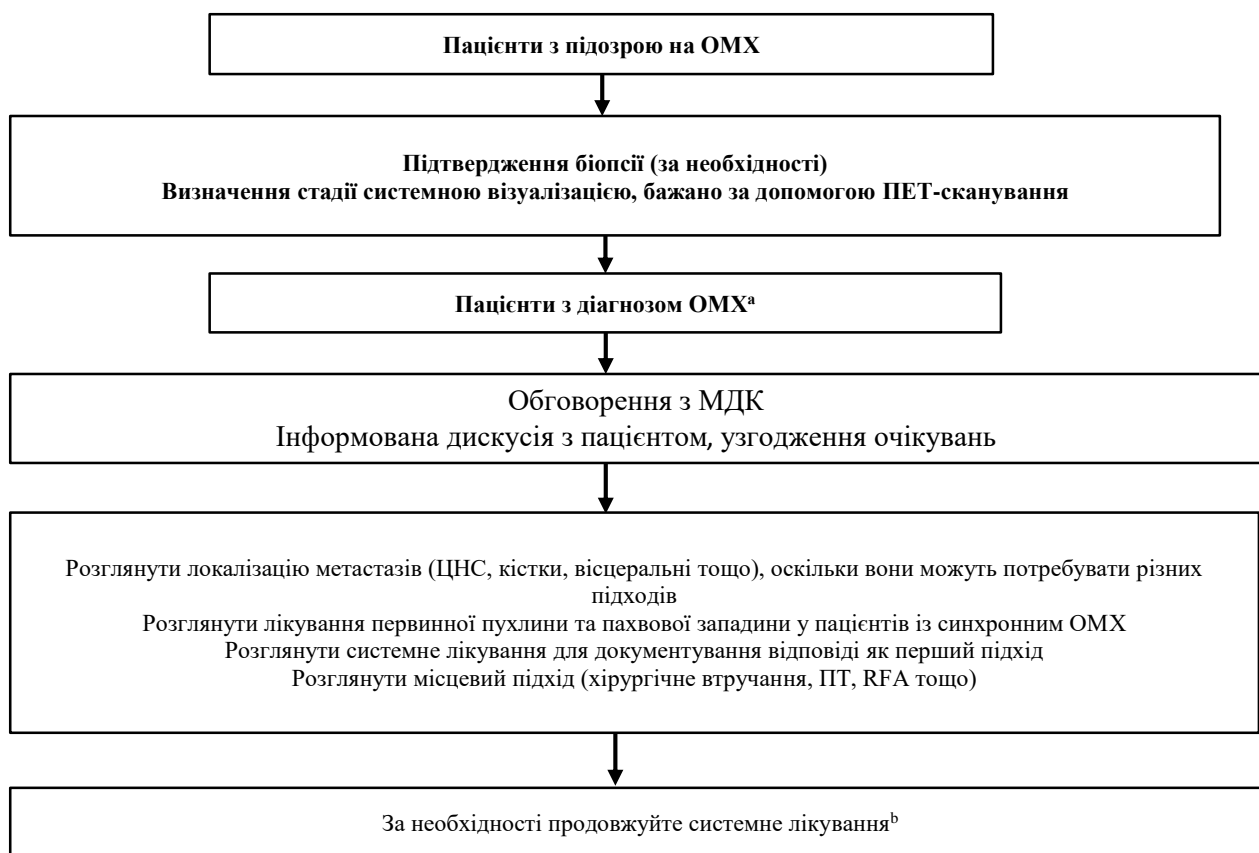 Пацієнти з підозрою на ОМХ
Підтвердження біопсії (за необхідності)
Визначення стадії системною візуалізацією, бажано за допомогою ПЕТ-сканування
Пацієнти з діагнозом ОМХᵃ
Обговорення з МДК
Інформована дискусія з пацієнтом, узгодження очікувань
Розглянути локалізацію метастазів (ЦНС, кістки, вісцеральні тощо), оскільки вони можуть потребувати різних
підходів
Розглянути лікування первинної пухлини та пахвової западини у пацієнтів із синхронним ОМХ
Розглянути системне лікування для документування відповіді як перший підхід
Розглянути місцевий підхід (хірургічне втручання, ПТ, RFA тощо)
За необхідності продовжуйте системне лікуванняᵇ